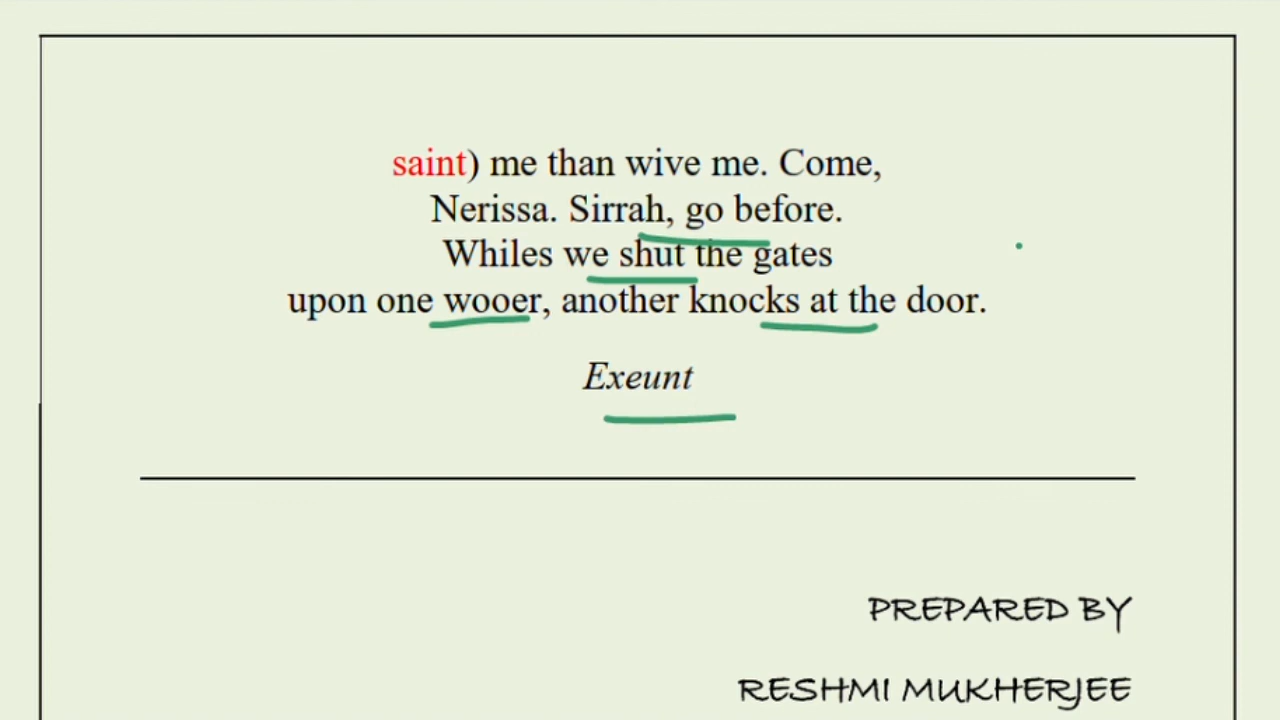 saint) me than wive me. Come,
Nerissa. Sirrah, go before.
Whiles we shut the gates
upon one wooer, another knocks at the door.
Exeunt
PREPARED BY
RESHMI MUKHERJEE